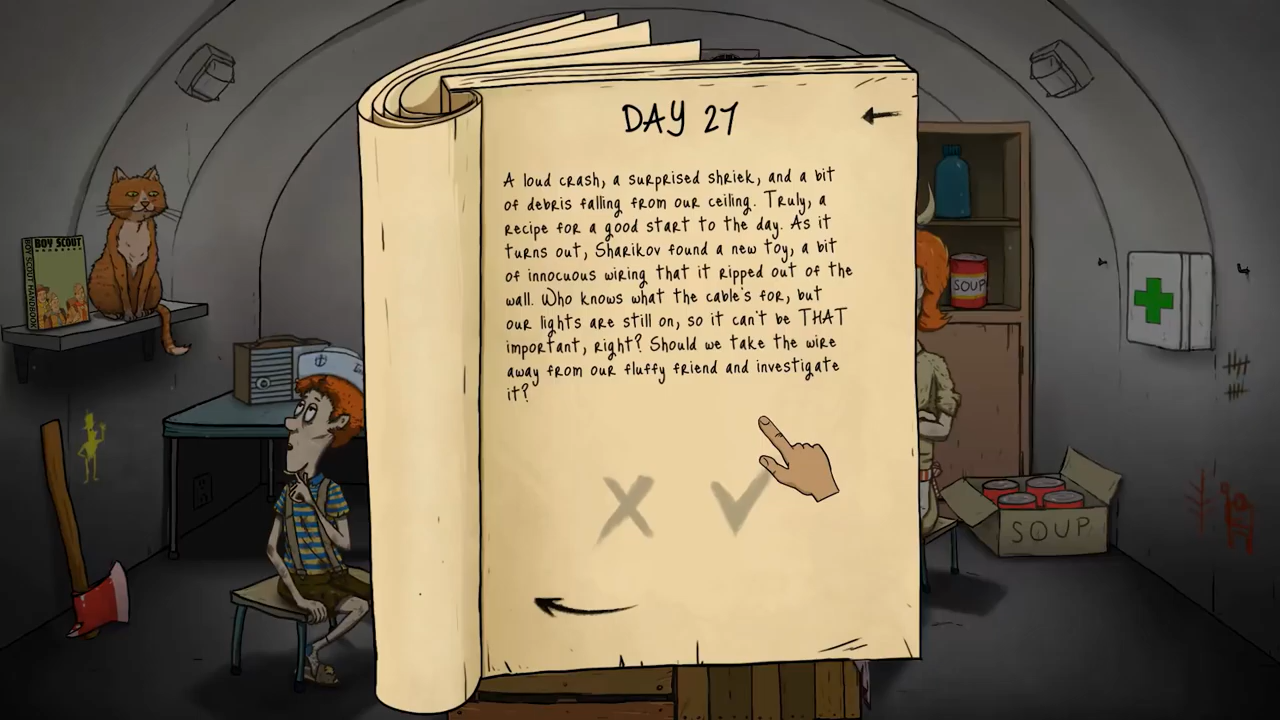 DAY 27
A loud crash, a surprised shriek, and a bit
of debris falling from our ceiling. Truly, a
recipe for a good start to the day. As it
turns out, Sharikov found a new toy, a bit
of innocuous wiring that it ripped out of the
wall. Who knows what the cable's for, but
our lights are still on, so it can't be THAT
important, right? Should we take the wire
away from our fluffy friend and investigate
it?
BOY SCOUT
BOY SCOUT HANDBOOK
SOUP
SOUP